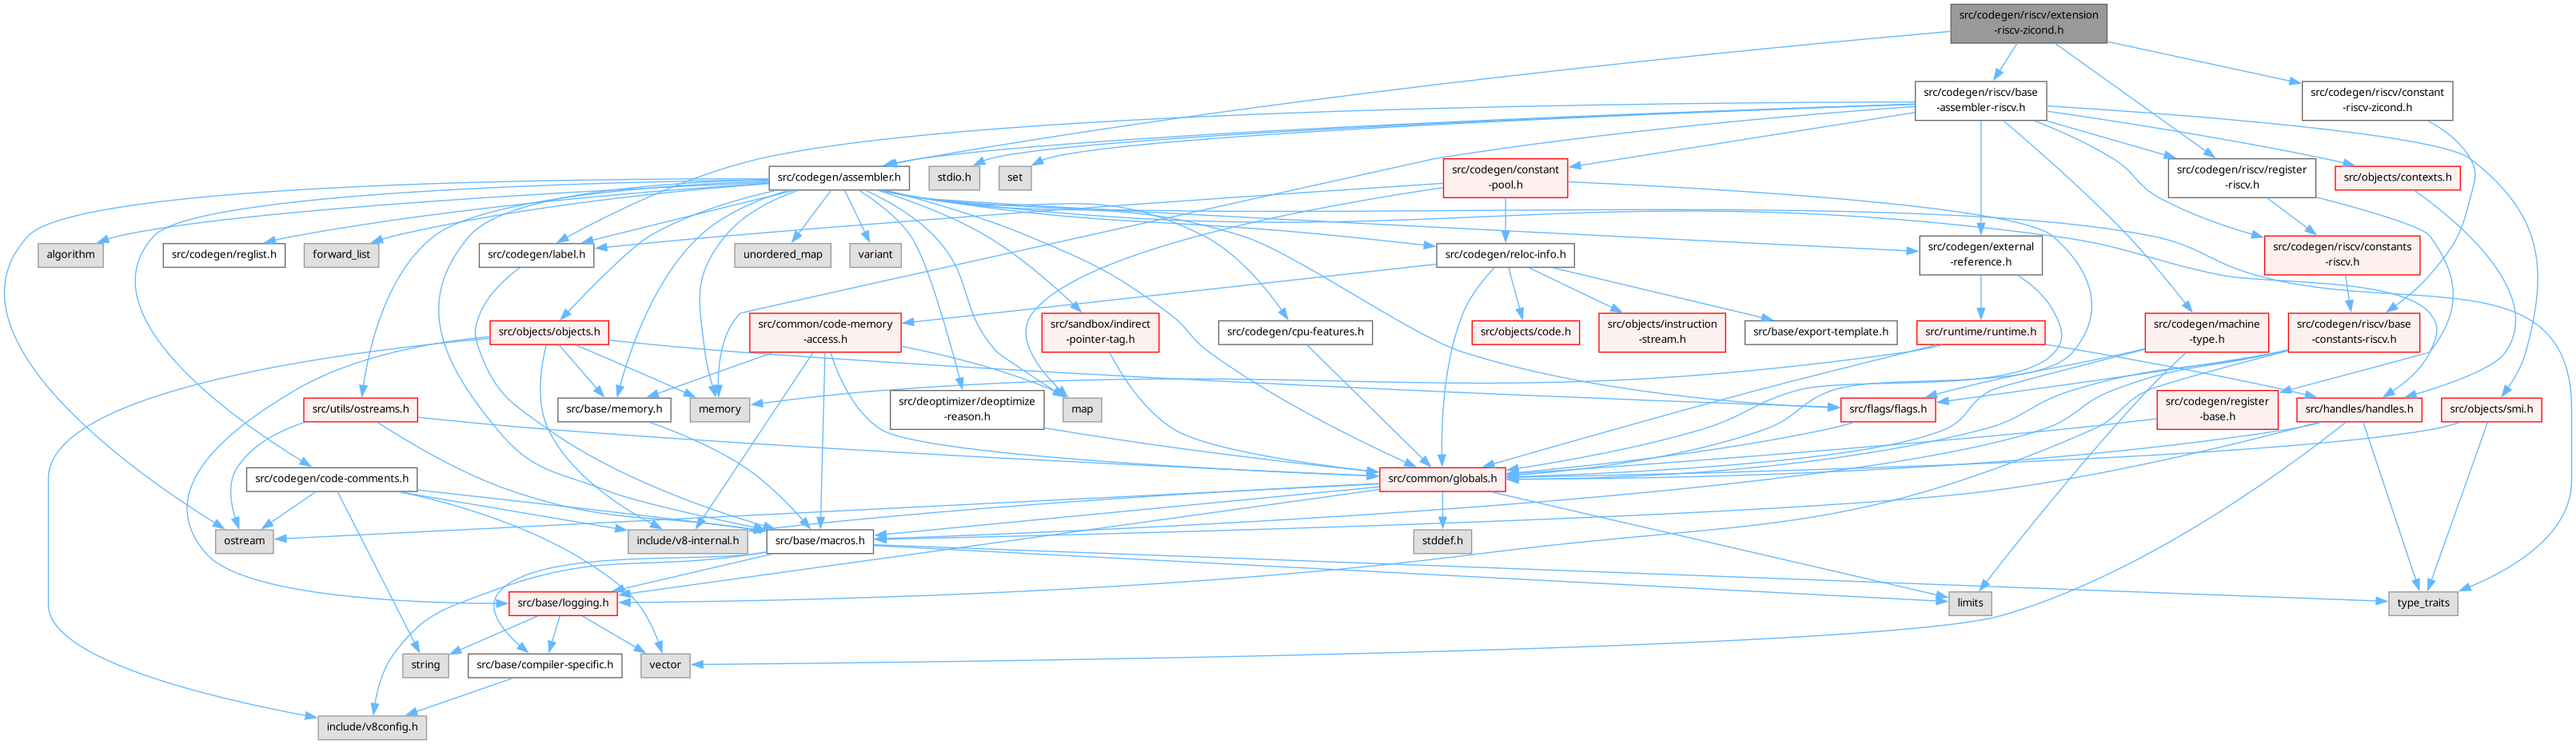 src/codegen/riscv/extension
-riscv-zicond.h
src/codegen/riscv/base
-assembler-riscv.h
src/codegen/riscv/constant
-riscv-zicond.h
src/codegen/assembler.h
stdio.h
set
src/codegen/constant
-pool.h
src/codegen/riscv/register
-riscv.h
src/objects/contexts.h
algorithm
src/codegen/reglist.h
forward_list
src/codegen/label.h
unordered_map
variant
src/codegen/reloc-info.h
src/codegen/external
-reference.h
src/codegen/riscv/constants
-riscv.h
src/objects/objects.h
src/common/code-memory
-access.h
src/sandbox/indirect
-pointer-tag.h
src/codegen/cpu-features.h
src/objects/code.h
src/objects/instruction
-stream.h
src/base/export-template.h
src/runtime/runtime.h
src/codegen/machine
-type.h
src/codegen/riscv/base
-constants-riscv.h
src/utils/ostreams.h
src/base/memory.h
memory
src/deoptimizer/deoptimize
-reason.h
map
src/flags/flags.h
src/codegen/register
-base.h
src/handles/handles.h
src/objects/smi.h
src/codegen/code-comments.h
src/common/globals.h
ostream
include/v8-internal.h
src/base/macros.h
stddef.h
src/base/logging.h
limits
type_traits
string
src/base/compiler-specific.h
vector
include/v8config.h